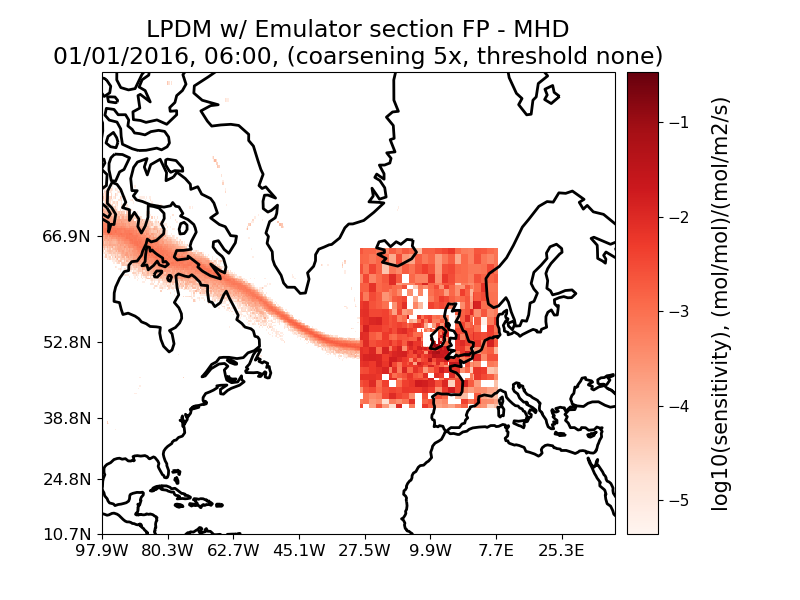 LPDM w/ Emulator section FP - MHD
01/01/2016, 06:00, (coarsening 5x, threshold none)
66.9N
52.8N
38.8N
24.8N
10.7N
97.9W 80.3W 62.7W 45.1W 27.5W 9.9W 7.7E 25.3E
−1
−2
−3
−4
−5
log10(sensitivity), (mol/mol)/(mol/m2/s)